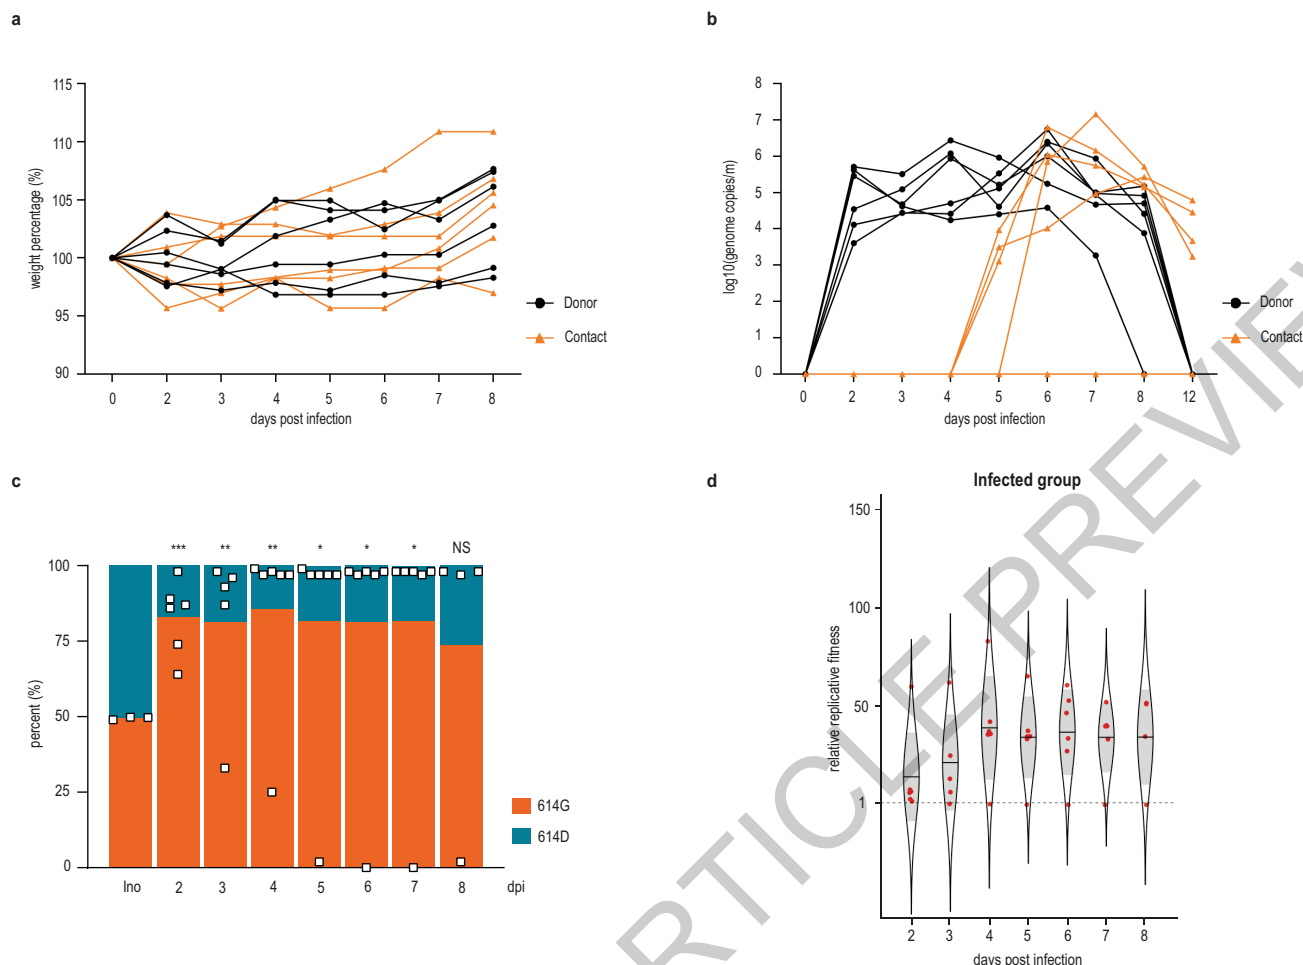 a
115
110
105
100
95
90
weight percentage (%)
0 2 3 4 5 6 7 8
days post infection
Donor
Contact
b
8
7
6
5
4
3
2
1
0
log10(genome copies/m)
0 2 3 4 5 6 7 8 12
days post infection
Donor
Contact
c
*** ** ** * * * NS
100
75
50
25
0
percent (%)
Ino 2 3 4 5 6 7 8 dpi
614G
614D
d
Infected group
150
100
50
1
relative replicative fitness
2 3 4 5 6 7 8
days post infection
RTICLE PREVIEW